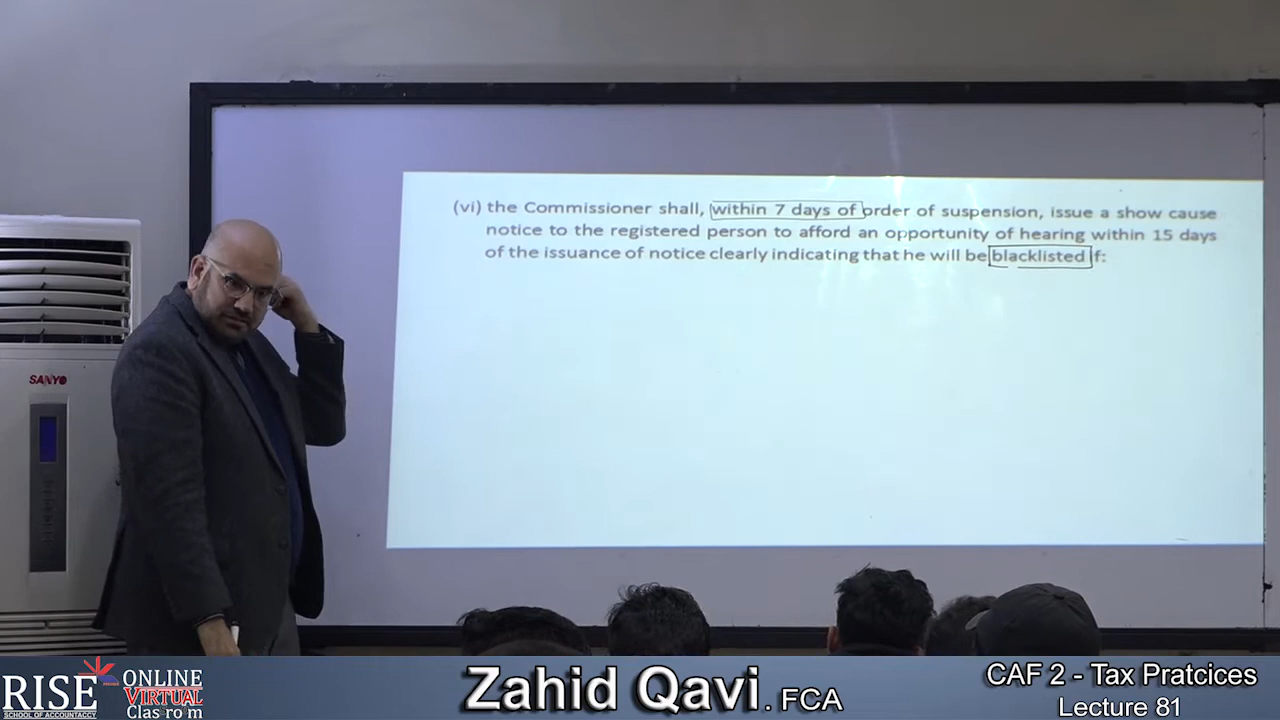 (vi) the Commissioner shall, within 7 days of order of suspension, issue a show cause
notice to the registered person to afford an opportunity of hearing within 15 days
of the issuance of notice clearly indicating that he will be blacklisted if:
SANYO
RISE
SCHOOL OF ACCOUNTACY
ONLINE
VIRTUAL
Clas ro m
Zahid Qavi . FCA
CAF 2 - Tax Pratcices
Lecture 81